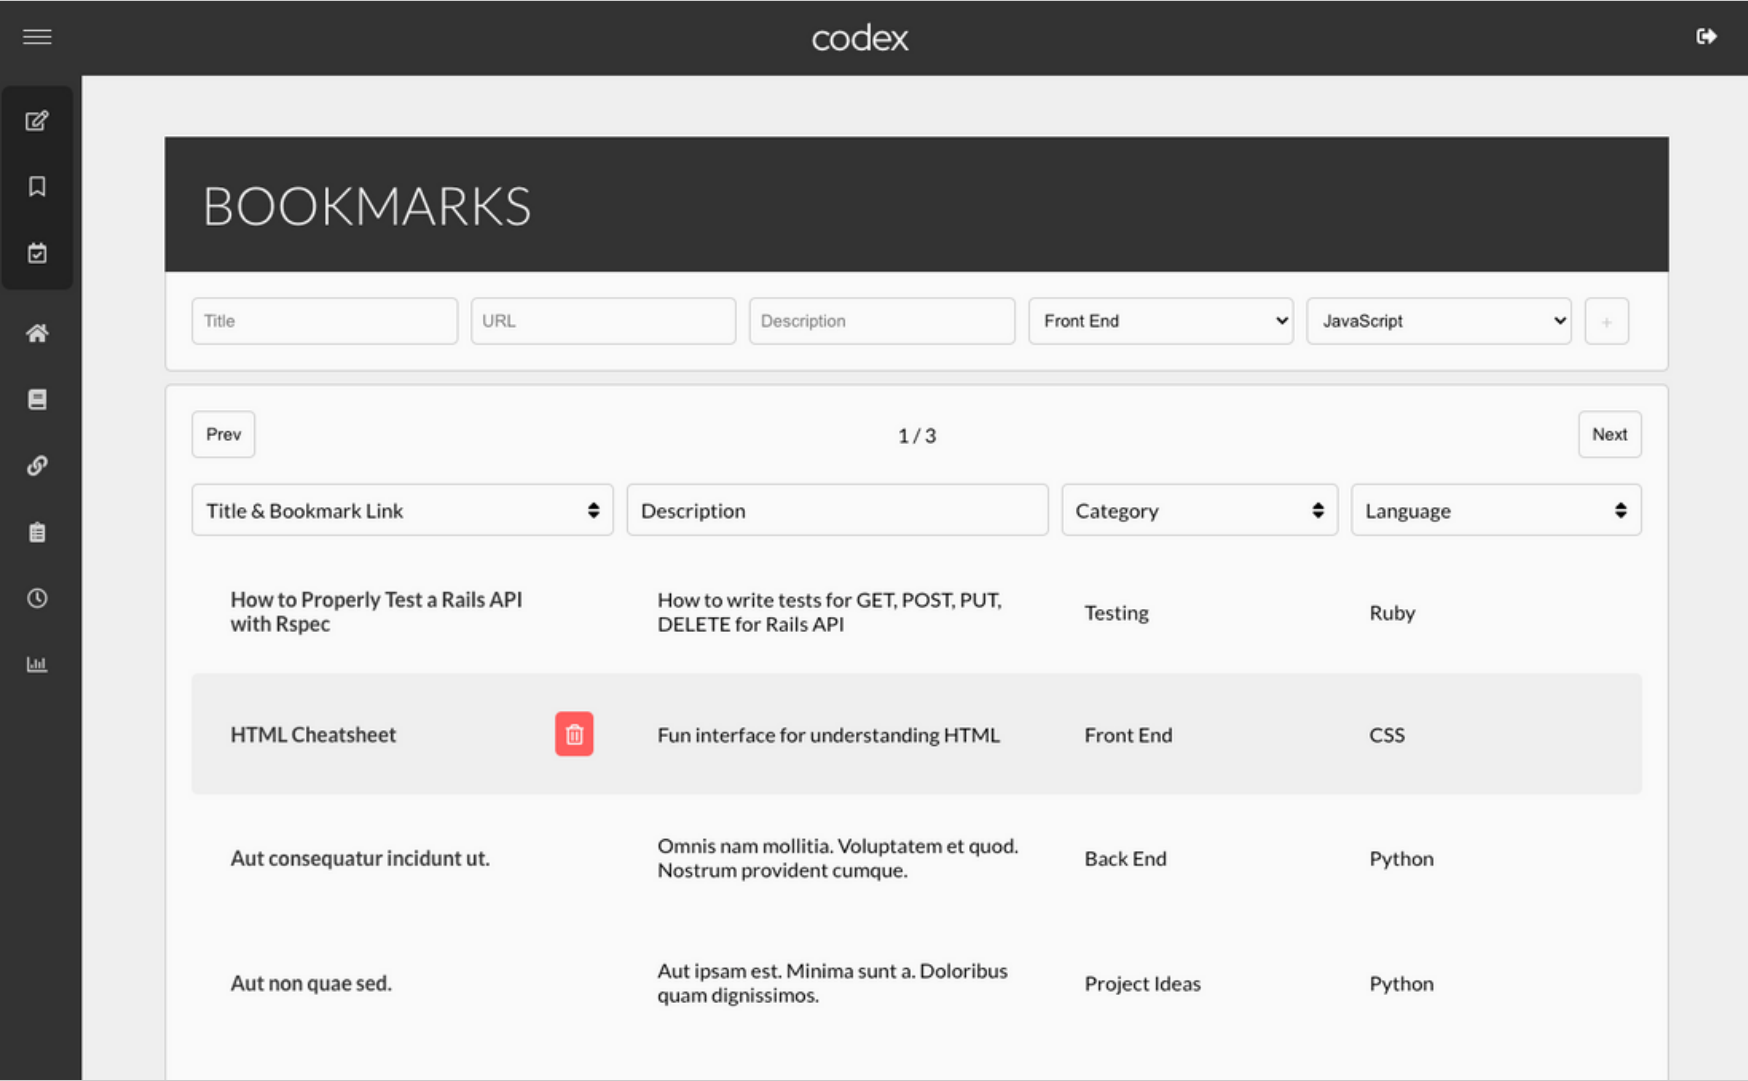 codex
BOOKMARKS
Title URL Description Front End JavaScript +
Prev 1 / 3 Next
Title & Bookmark Link Description Category Language
How to Properly Test a Rails API
with Rspec
How to write tests for GET, POST, PUT,
DELETE for Rails API
Testing
Ruby
HTML Cheatsheet
Fun interface for understanding HTML
Front End
CSS
Aut consequatur incidunt ut.
Omnis nam mollitia. Voluptatem et quod.
Nostrum provident cumque.
Back End
Python
Aut non quae sed.
Aut ipsam est. Minima sunt a. Doloribus
quam dignissimos.
Project Ideas
Python